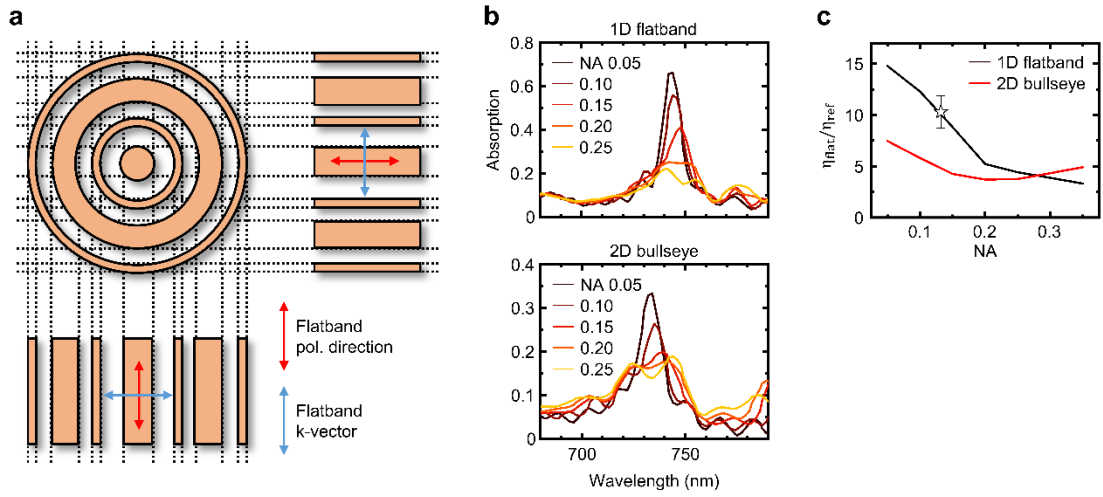 a
Flatband
pol. direction
Flatband
k-vector
b
1D flatband
0.8
0.6
0.4
0.2
0
Absorption
NA 0.05
0.10
0.15
0.20
0.25
2D bullseye
0.4
0.3
0.2
0.1
0
NA 0.05
0.10
0.15
0.20
0.25
700
750
Wavelength (nm)
c
15
10
5
0
ηflat/ηref
1D flatband
2D bullseye
0.1
0.2
0.3
NA